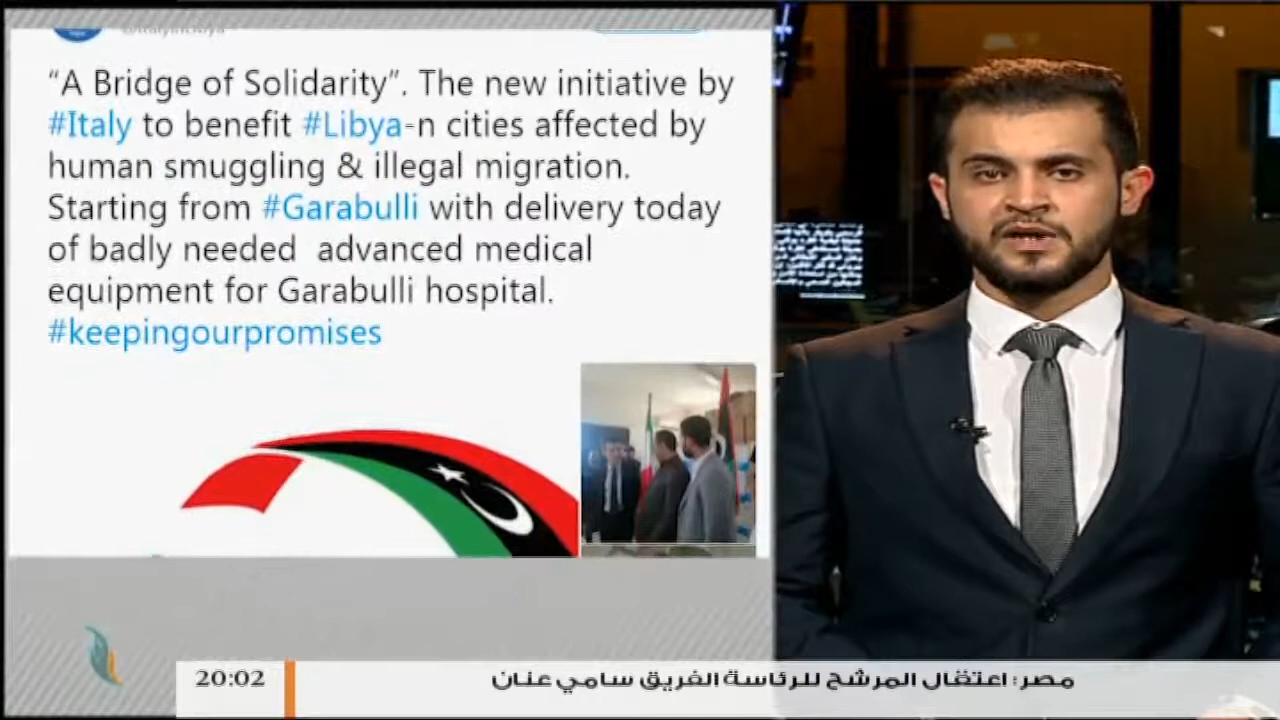 @ItalyinLibya
“A Bridge of Solidarity”. The new initiative by
#Italy to benefit #Libya-n cities affected by
human smuggling & illegal migration.
Starting from #Garabulli with delivery today
of badly needed advanced medical
equipment for Garabulli hospital.
#keepingourpromises
20:02
مصر: اعتقال المرشح للرئاسة الفريق سامي عنان